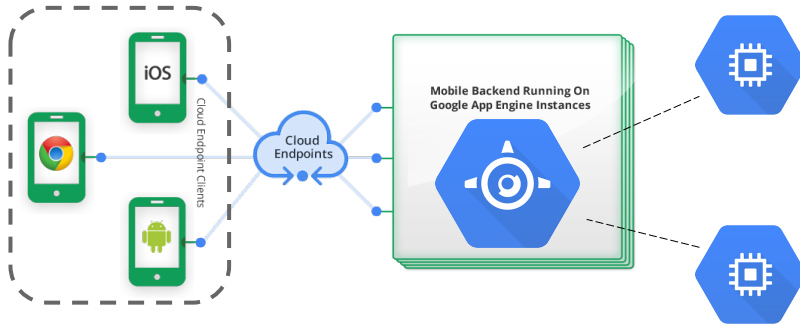 iOS
Cloud Endpoint Clients
Cloud
Endpoints
Mobile Backend Running On
Google App Engine Instances